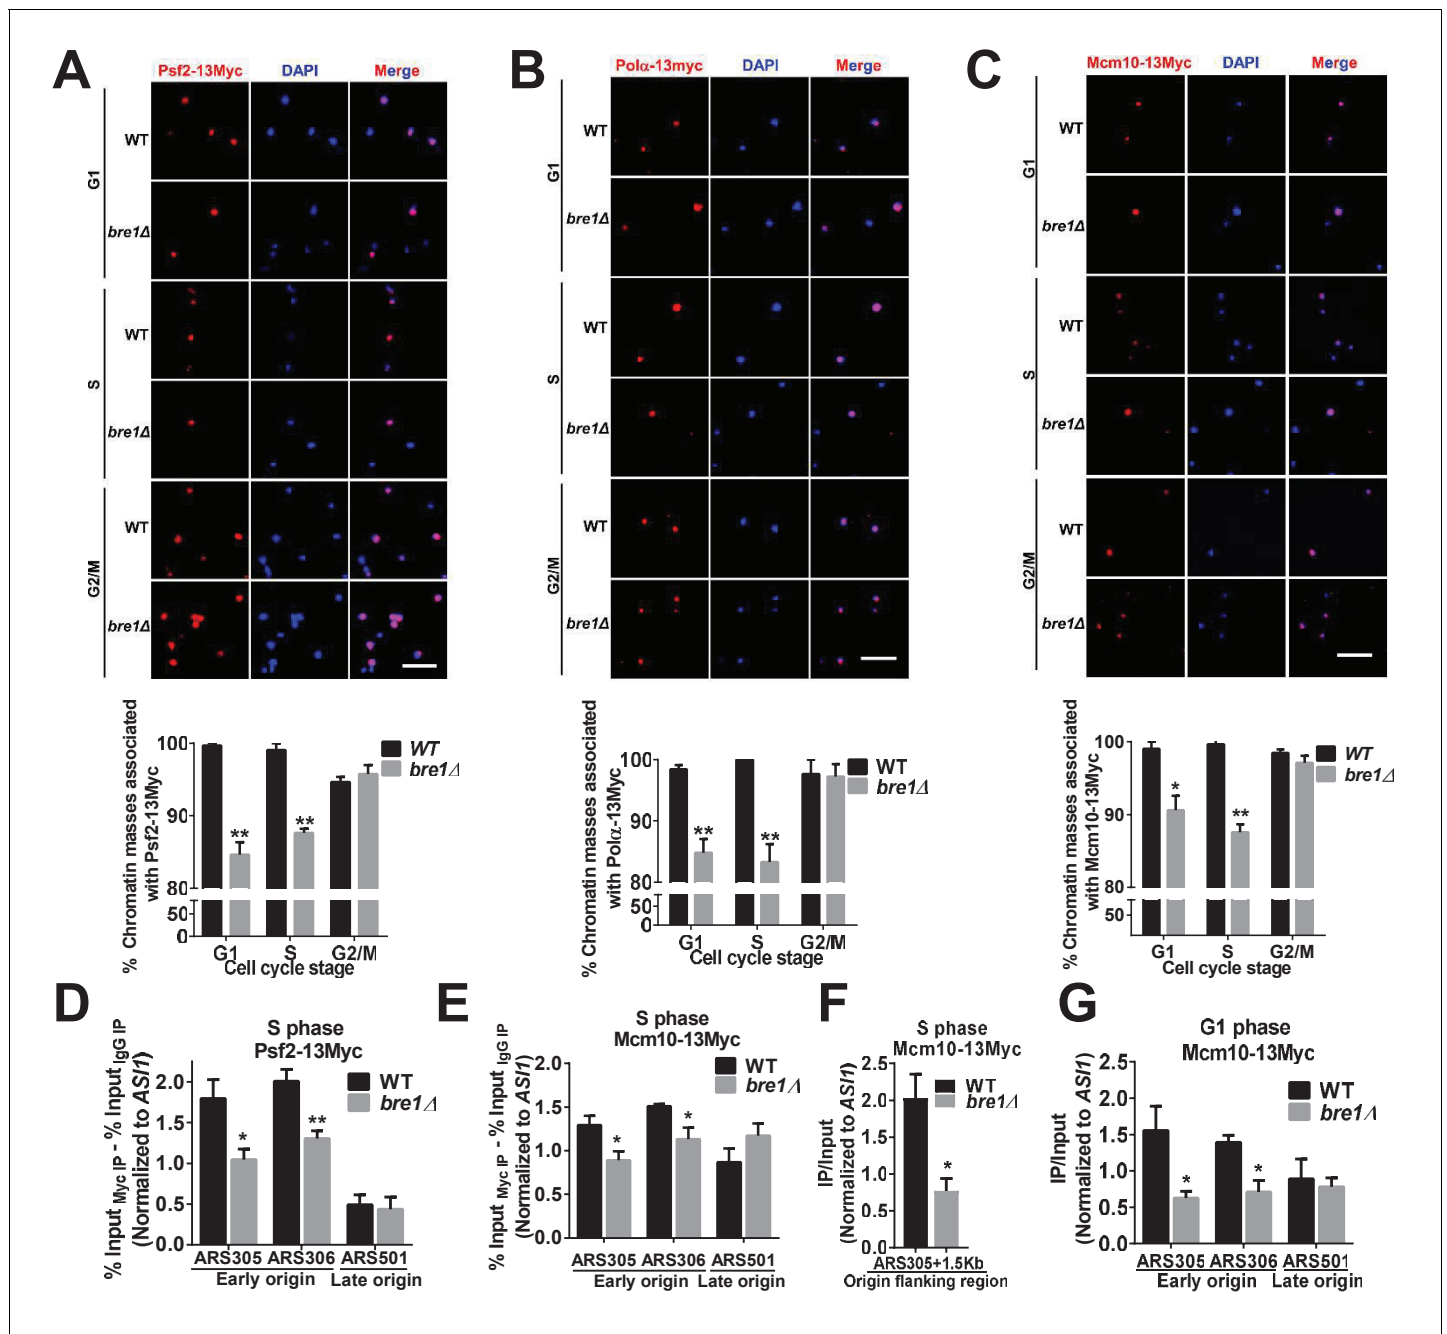 A
Psf2-13Myc DAPI Merge
G1
WT
bre1Δ
S
WT
bre1Δ
G2/M
WT
bre1Δ
% Chromatin masses associated
with Psf2-13Myc
100
90
80
50
0
** **
WT
bre1Δ
G1 S G2/M
Cell cycle stage
B
Polα-13myc DAPI Merge
G1
WT
bre1Δ
S
WT
bre1Δ
G2/M
WT
bre1Δ
% Chromatin masses associated
with Polα-13Myc
100
90
80
50
0
** **
WT
bre1Δ
G1 S G2/M
Cell cycle stage
C
Mcm10-13Myc DAPI Merge
G1
WT
bre1Δ
S
WT
bre1Δ
G2/M
WT
bre1Δ
% Chromatin masses associated
with Mcm10-13Myc
100
90
80
50
* **
WT
bre1Δ
G1 S G2/M
Cell cycle stage
D
S phase
Psf2-13Myc
% Input Myc IP - % Input IgG IP
(Normalized to ASI1)
2.0
1.5
1.0
0.5
0.0
* **
WT
bre1Δ
ARS305 ARS306 ARS501
Early origin Late origin
E
S phase
Mcm10-13Myc
% Input Myc IP - % Input IgG IP
(Normalized to ASI1)
2.0
1.5
1.0
0.5
0.0
* *
WT
bre1Δ
ARS305 ARS306 ARS501
Early origin Late origin
F
S phase
Mcm10-13Myc
IP/Input
(Normalized to ASI1)
2.5
2.0
1.5
1.0
0.5
0.0
*
WT
bre1Δ
ARS305+1.5Kb
Origin flanking region
G
G1 phase
Mcm10-13Myc
IP/Input
(Normalized to ASI1)
2.5
2.0
1.5
1.0
0.5
0.0
* *
WT
bre1Δ
ARS305 ARS306 ARS501
Early origin Late origin